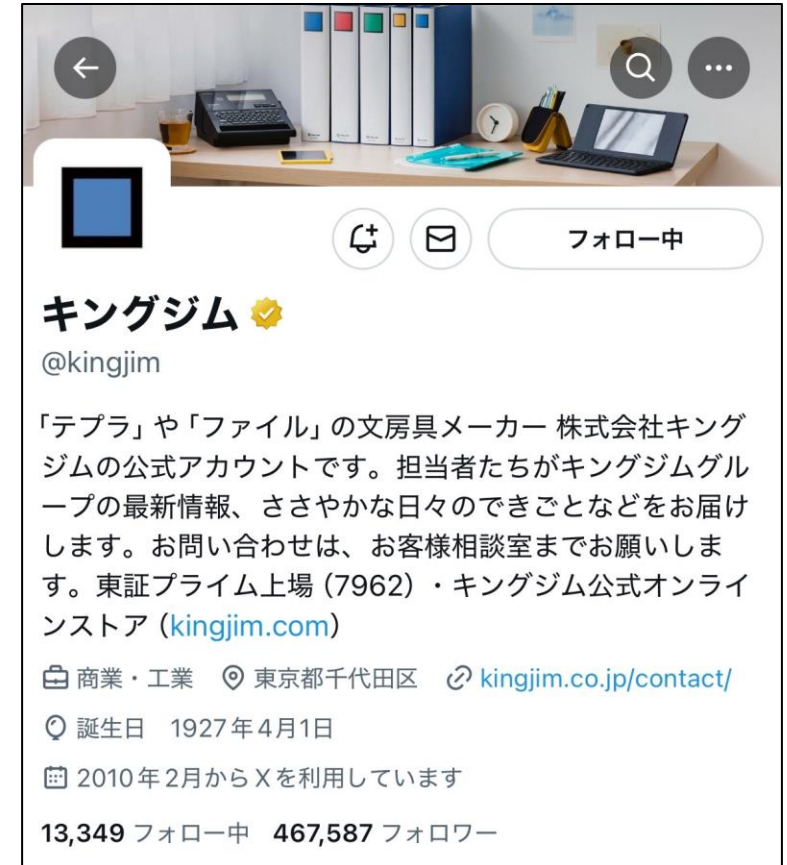 フォロー中
キングジム
@kingjim
「テプラ」や「ファイル」の文房具メーカー 株式会社キング
ジムの公式アカウントです。担当者たちがキングジムグル
ープの最新情報、ささやかな日々のできごとなどをお届け
します。お問い合わせは、お客様相談室までお願いしま
す。東証プライム上場（7962）・キングジム公式オンライ
ンストア（kingjim.com）
商業・工業 東京都千代田区 kingjim.co.jp/contact/
誕生日 1927年4月1日
2010年2月からXを利用しています
13,349 フォロー中 467,587 フォロワー